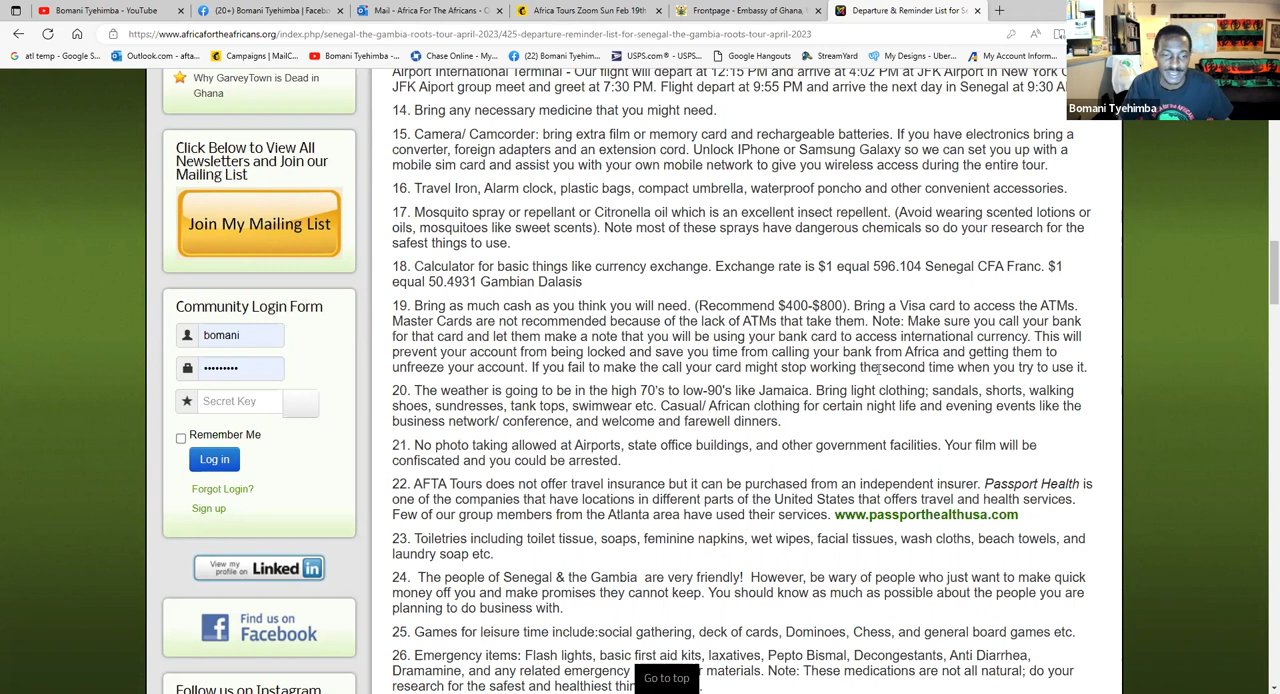 Bomani Tyehimba - YouTube
(20+) Bomani Tyehimba | Facebo
Mail - Africa For The Africans - O
Africa Tours Zoom Sun Feb 19th
Frontpage - Embassy of Ghana,
Departure & Reminder List for S
https://www.africafortheafricans.org/index.php/senegal-the-gambia-roots-tour-april-2023/425-departure-reminder-list-for-senegal-the-gambia-roots-tour-april-2023
atl temp - Google S...
Outlook.com - afta...
Campaigns | MailC...
Bomani Tyehimba -...
Chase Online - My...
(22) Bomani Tyehim...
USPS.com® - USPS...
Google Hangouts
StreamYard
My Designs - Uber...
My Account Inform...
Bomani Tyehimba
Why GarveyTown is Dead in
Ghana
Click Below to View All
Newsletters and Join our
Mailing List
Join My Mailing List
Community Login Form
bomani
Secret Key
Remember Me
Log in
Forgot Login?
Sign up
View my
profile on LinkedIn
Find us on
Facebook
Follow us on Instagram
Airport International Terminal - Our flight will depart at 12:15 PM and arrive at 4:02 PM at JFK Airport in New York C
JFK Aiport group meet and greet at 7:30 PM. Flight depart at 9:55 PM and arrive the next day in Senegal at 9:30 A
14. Bring any necessary medicine that you might need.
15. Camera/ Camcorder: bring extra film or memory card and rechargeable batteries. If you have electronics bring a
converter, foreign adapters and an extension cord. Unlock IPhone or Samsung Galaxy so we can set you up with a
mobile sim card and assist you with your own mobile network to give you wireless access during the entire tour.
16. Travel Iron, Alarm clock, plastic bags, compact umbrella, waterproof poncho and other convenient accessories.
17. Mosquito spray or repellant or Citronella oil which is an excellent insect repellent. (Avoid wearing scented lotions or
oils, mosquitoes like sweet scents). Note most of these sprays have dangerous chemicals so do your research for the
safest things to use.
18. Calculator for basic things like currency exchange. Exchange rate is $1 equal 596.104 Senegal CFA Franc. $1
equal 50.4931 Gambian Dalasis
19. Bring as much cash as you think you will need. (Recommend $400-$800). Bring a Visa card to access the ATMs.
Master Cards are not recommended because of the lack of ATMs that take them. Note: Make sure you call your bank
for that card and let them make a note that you will be using your bank card to access international currency. This will
prevent your account from being locked and save you time from calling your bank from Africa and getting them to
unfreeze your account. If you fail to make the call your card might stop working the second time when you try to use it.
20. The weather is going to be in the high 70's to low-90's like Jamaica. Bring light clothing; sandals, shorts, walking
shoes, sundresses, tank tops, swimwear etc. Casual/ African clothing for certain night life and evening events like the
business network/ conference, and welcome and farewell dinners.
21. No photo taking allowed at Airports, state office buildings, and other government facilities. Your film will be
confiscated and you could be arrested.
22. AFTA Tours does not offer travel insurance but it can be purchased from an independent insurer. Passport Health is
one of the companies that have locations in different parts of the United States that offers travel and health services.
Few of our group members from the Atlanta area have used their services. www.passporthealthusa.com
23. Toiletries including toilet tissue, soaps, feminine napkins, wet wipes, facial tissues, wash cloths, beach towels, and
laundry soap etc.
24. The people of Senegal & the Gambia are very friendly! However, be wary of people who just want to make quick
money off you and make promises they cannot keep. You should know as much as possible about the people you are
planning to do business with.
25. Games for leisure time include:social gathering, deck of cards, Dominoes, Chess, and general board games etc.
26. Emergency items: Flash lights, basic first aid kits, laxatives, Pepto Bismal, Decongestants, Anti Diarrhea,
Dramamine, and any related emergency materials. Note: These medications are not all natural; do your
research for the safest and healthiest
Go to top